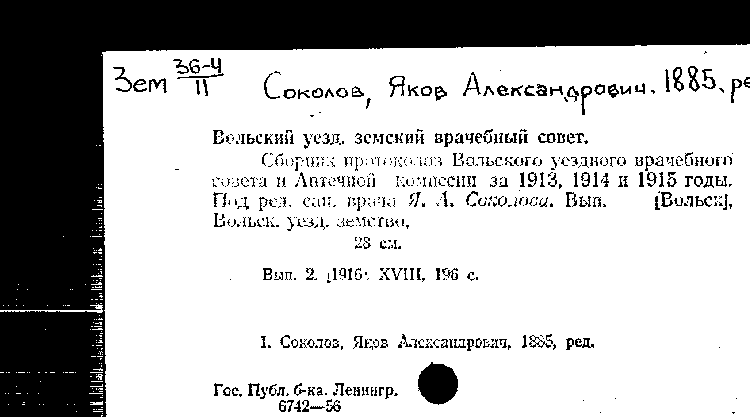 Зем 36-4/II Соколов, Яков Александрович. 1885, ре
Вольский уезд. земский врачебный совет.
Сборник протоколов Вольского уездного врачебного
совета и Аптечной комиссии за 1913, 1914 и 1915 годы.
Под ред. сан. врача Я. А. Соколова. Вып. [Вольск],
Вольск. уезд. земство,
23 см.
Вып. 2. [1916]. XVIII, 196 с.
I. Соколов, Яков Александрович, 1885, ред.
Гос. Публ. б-ка. Ленингр.
6742—56